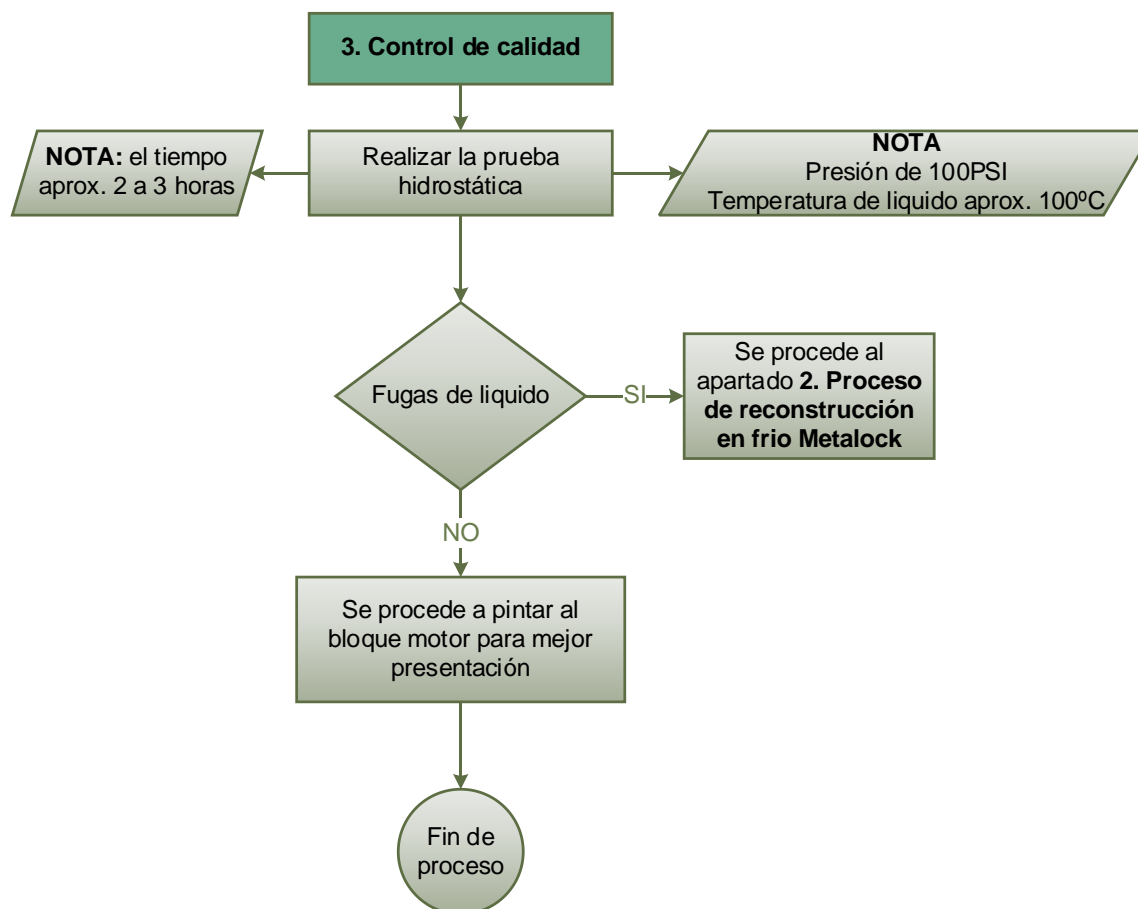 3. Control de calidad
NOTA: el tiempo
aprox. 2 a 3 horas
Realizar la prueba
hidrostática
NOTA
Presión de 100PSI
Temperatura de liquido aprox. 100ºC
Fugas de liquido
SI
Se procede al
apartado 2. Proceso
de reconstrucción
en frio Metalock
NO
Se procede a pintar al
bloque motor para mejor
presentación
Fin de
proceso